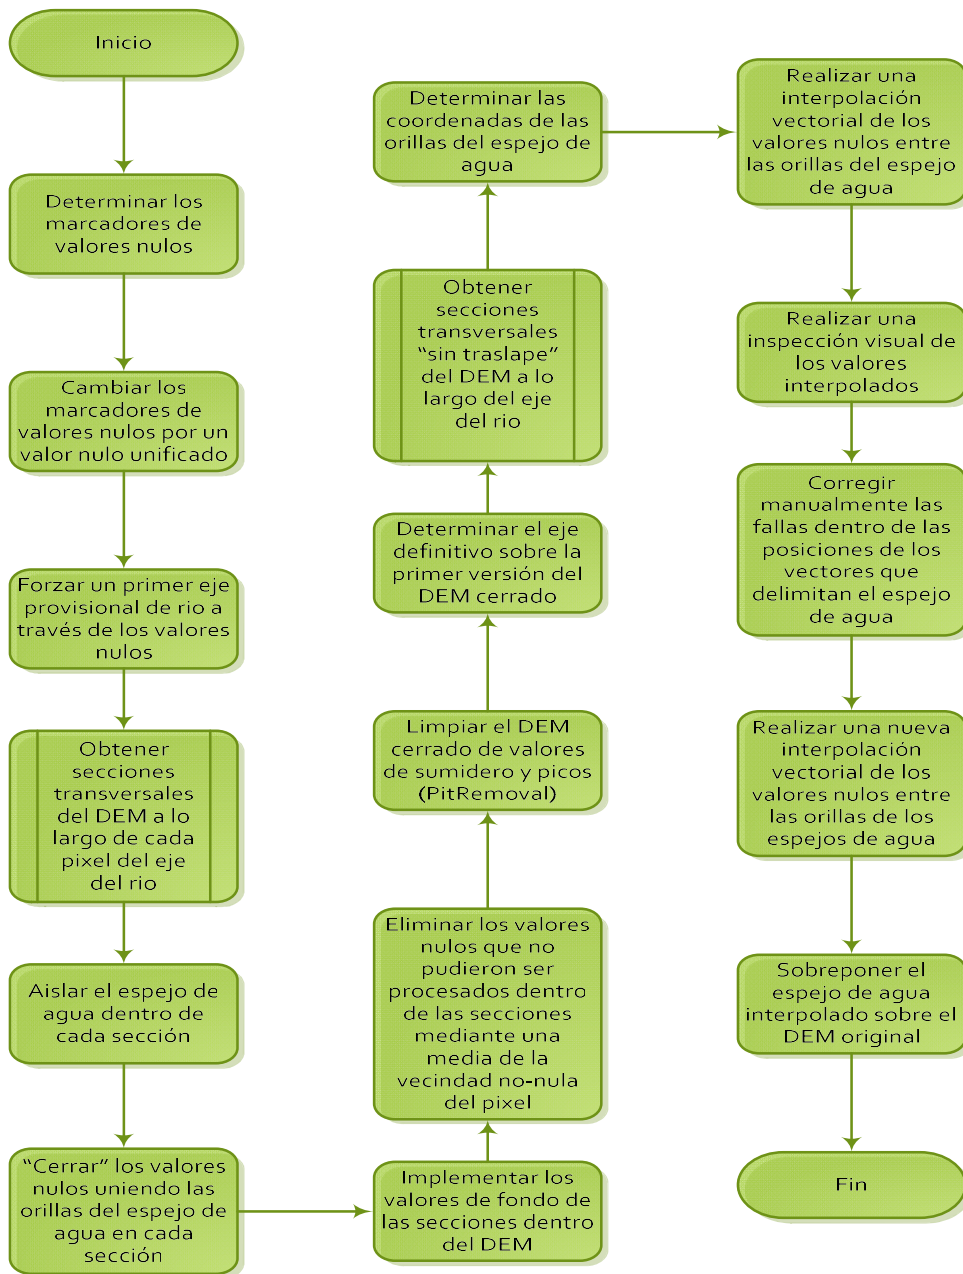 Inicio
Determinar los
marcadores de
valores nulos
Cambiar los
marcadores de
valores nulos por un
valor nulo unificado
Forzar un primer eje
provisional de rio a
través de los valores
nulos
Obtener
secciones
transversales
del DEM a lo
largo de cada
pixel del eje
del rio
Aislar el espejo de
agua dentro de
cada sección
“Cerrar” los valores
nulos uniendo las
orillas del espejo de
agua en cada
sección
Implementar los
valores de fondo de
las secciones dentro
del DEM
Eliminar los valores
nulos que no
pudieron ser
procesados dentro
de las secciones
mediante una
media de la
vecindad no-nula
del pixel
Limpiar el DEM
cerrado de valores
de sumidero y picos
(PitRemoval)
Determinar el eje
definitivo sobre la
primer versión del
DEM cerrado
Obtener
secciones
transversales
“sin traslape”
del DEM a lo
largo del eje
del rio
Determinar las
coordenadas de las
orillas del espejo de
agua
Realizar una
interpolación
vectorial de los
valores nulos entre
las orillas del espejo
de agua
Realizar una
inspección visual de
los valores
interpolados
Corregir
manualmente las
fallas dentro de las
posiciones de los
vectores que
delimitan el espejo
de agua
Realizar una nueva
interpolación
vectorial de los
valores nulos entre
las orillas de los
espejos de agua
Sobreponer el
espejo de agua
interpolado sobre el
DEM original
Fin